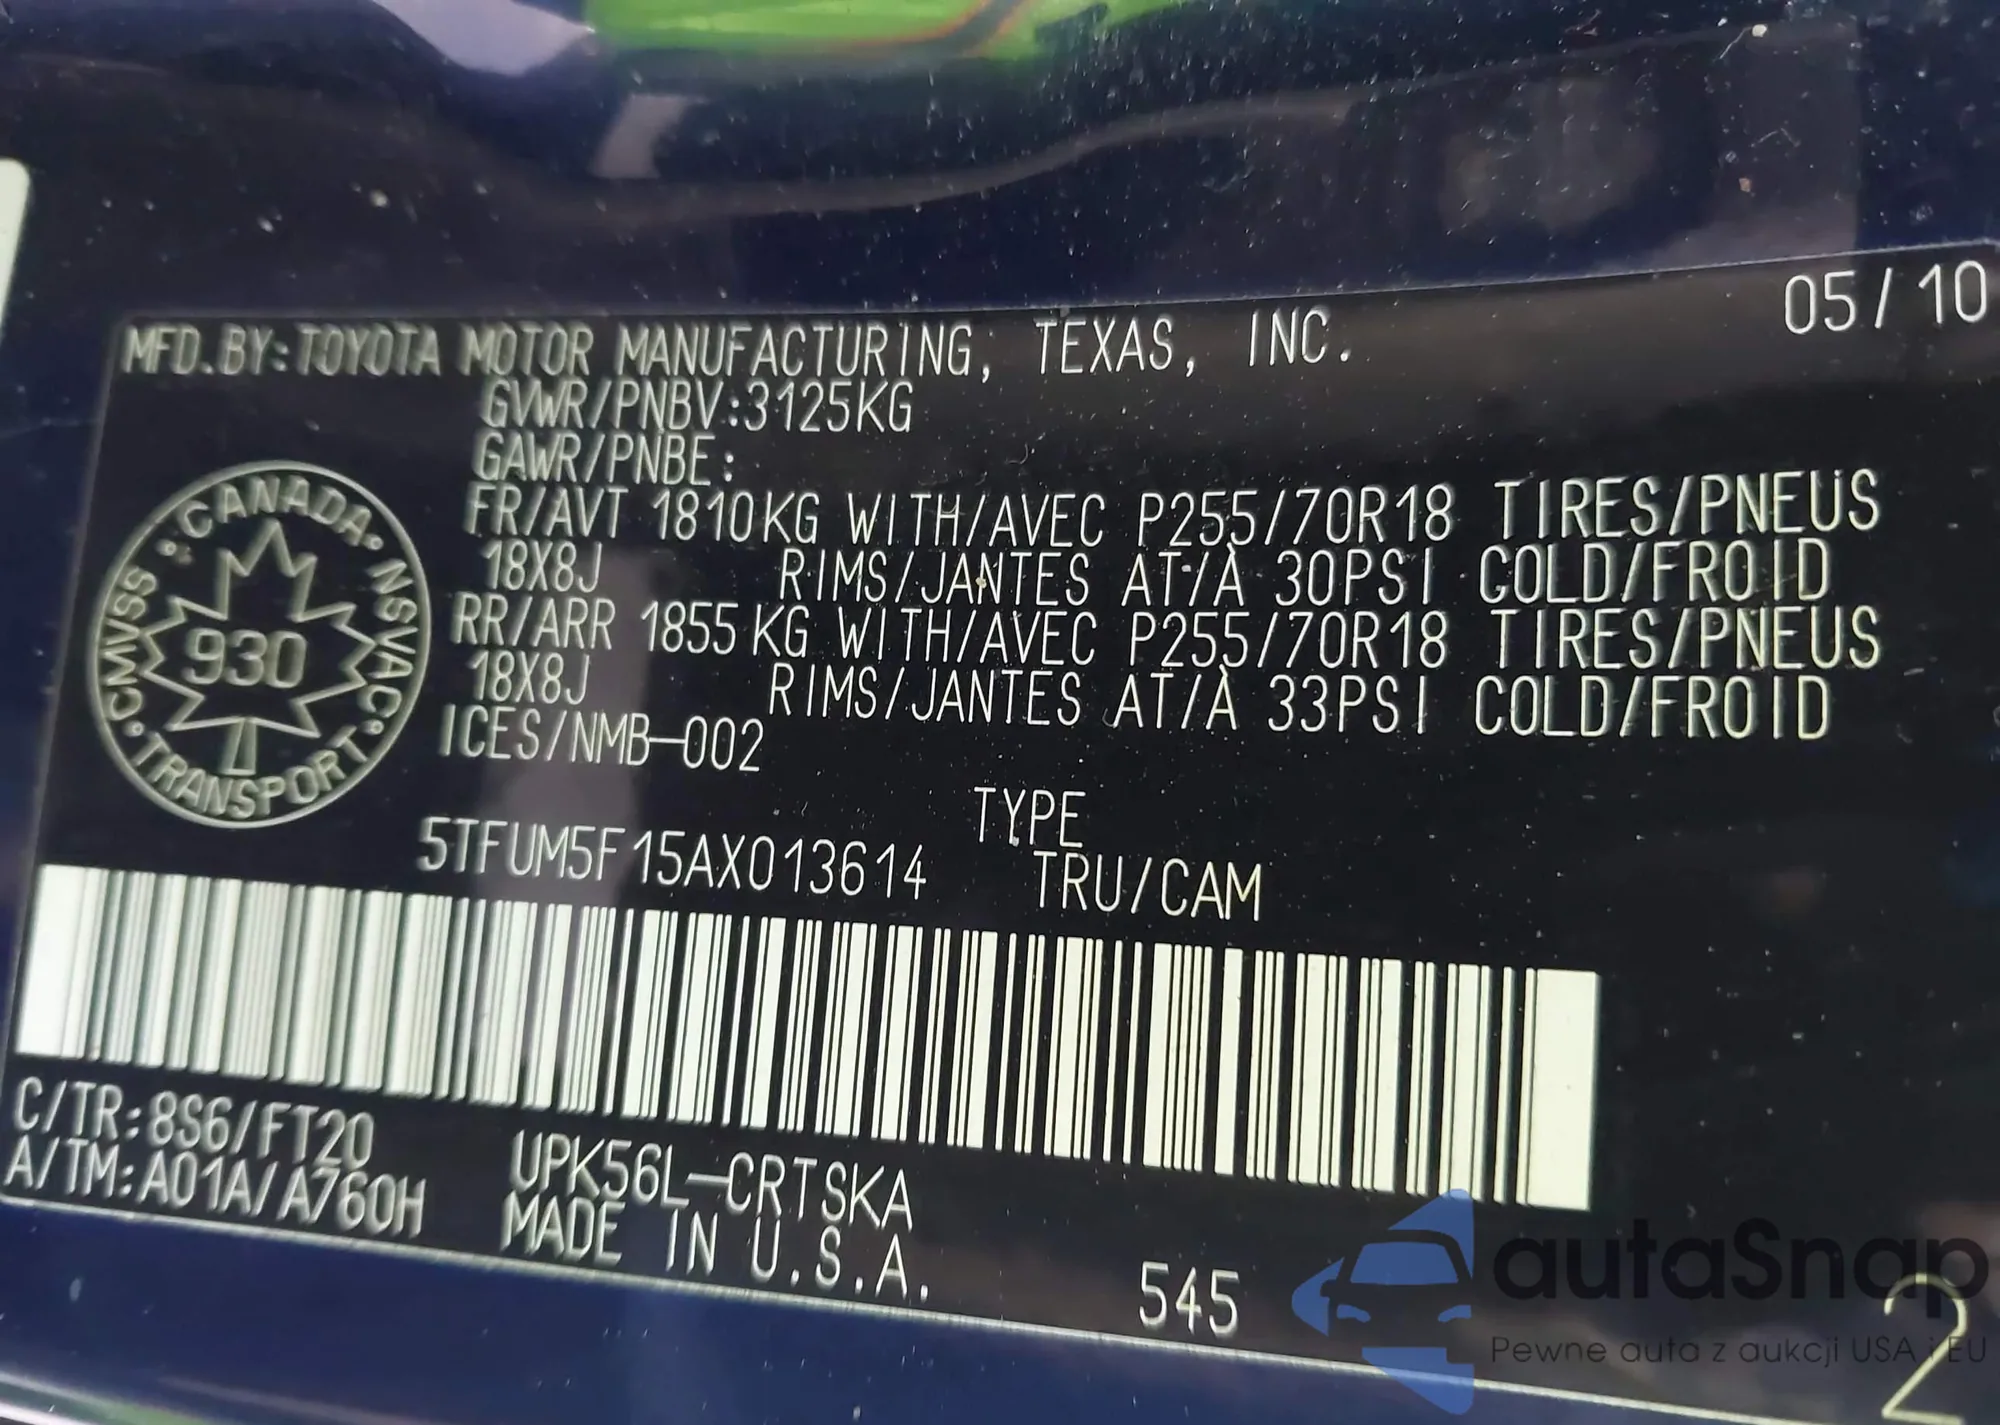 05/10
MFD.BY:TOYOTA MOTOR MANUFACTURING, TEXAS, INC.
GVWR/PNBV:3125KG
GAWR/PNBE:
FR/AVT 1810KG WITH/AVEC P255/70R18 TIRES/PNEUS
18X8J RIMS/JANTES AT/À 30PSI COLD/FROID
RR/ARR 1855KG WITH/AVEC P255/70R18 TIRES/PNEUS
18X8J RIMS/JANTES AT/À 33PSI COLD/FROID
ICES/NMB-002
CANADA
NSVAC
TRANSPORT
CMVSS
930
TYPE
5TFUM5F15AX013614 TRU/CAM
C/TR:8S6/FT20
A/TM:A01A/A760H
UPK56L-CRTSKA
MADE IN U.S.A.
545
2
autoSnap
Pewne auta z aukcji USA i EU